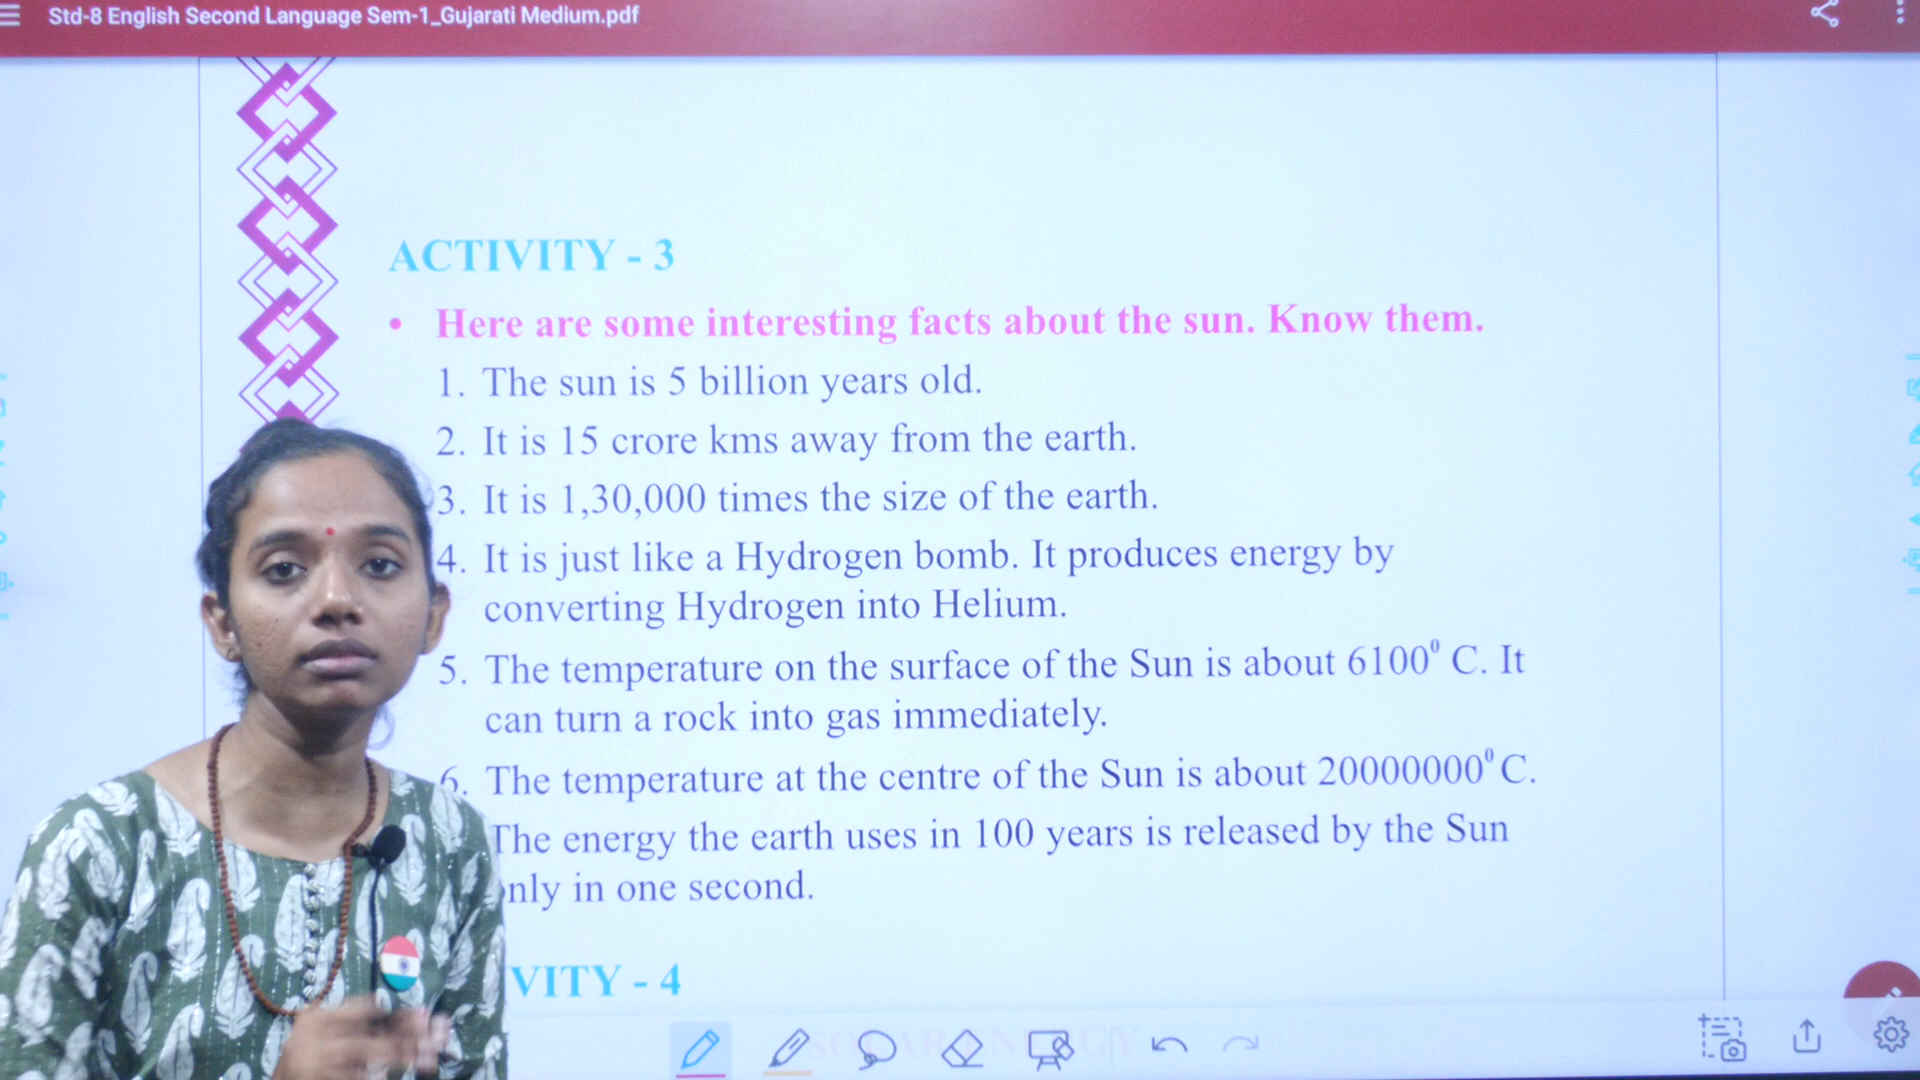 Std-8 English Second Language Sem-1_Gujarati Medium.pdf
ACTIVITY - 3
• Here are some interesting facts about the sun. Know them.
1. The sun is 5 billion years old.
2. It is 15 crore kms away from the earth.
3. It is 1,30,000 times the size of the earth.
4. It is just like a Hydrogen bomb. It produces energy by
converting Hydrogen into Helium.
5. The temperature on the surface of the Sun is about 6100⁰ C. It
can turn a rock into gas immediately.
6. The temperature at the centre of the Sun is about 20000000⁰ C.
The energy the earth uses in 100 years is released by the Sun
nly in one second.
VITY - 4
SOLAR ENERGY